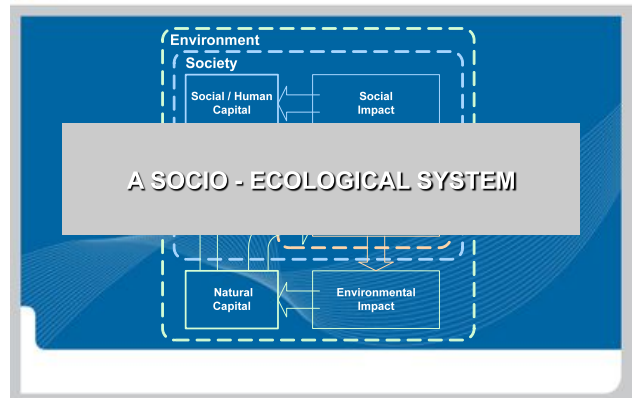 Environment
Society
Social / Human
Capital
Social
Impact
A SOCIO - ECOLOGICAL SYSTEM
Natural
Capital
Environmental
Impact